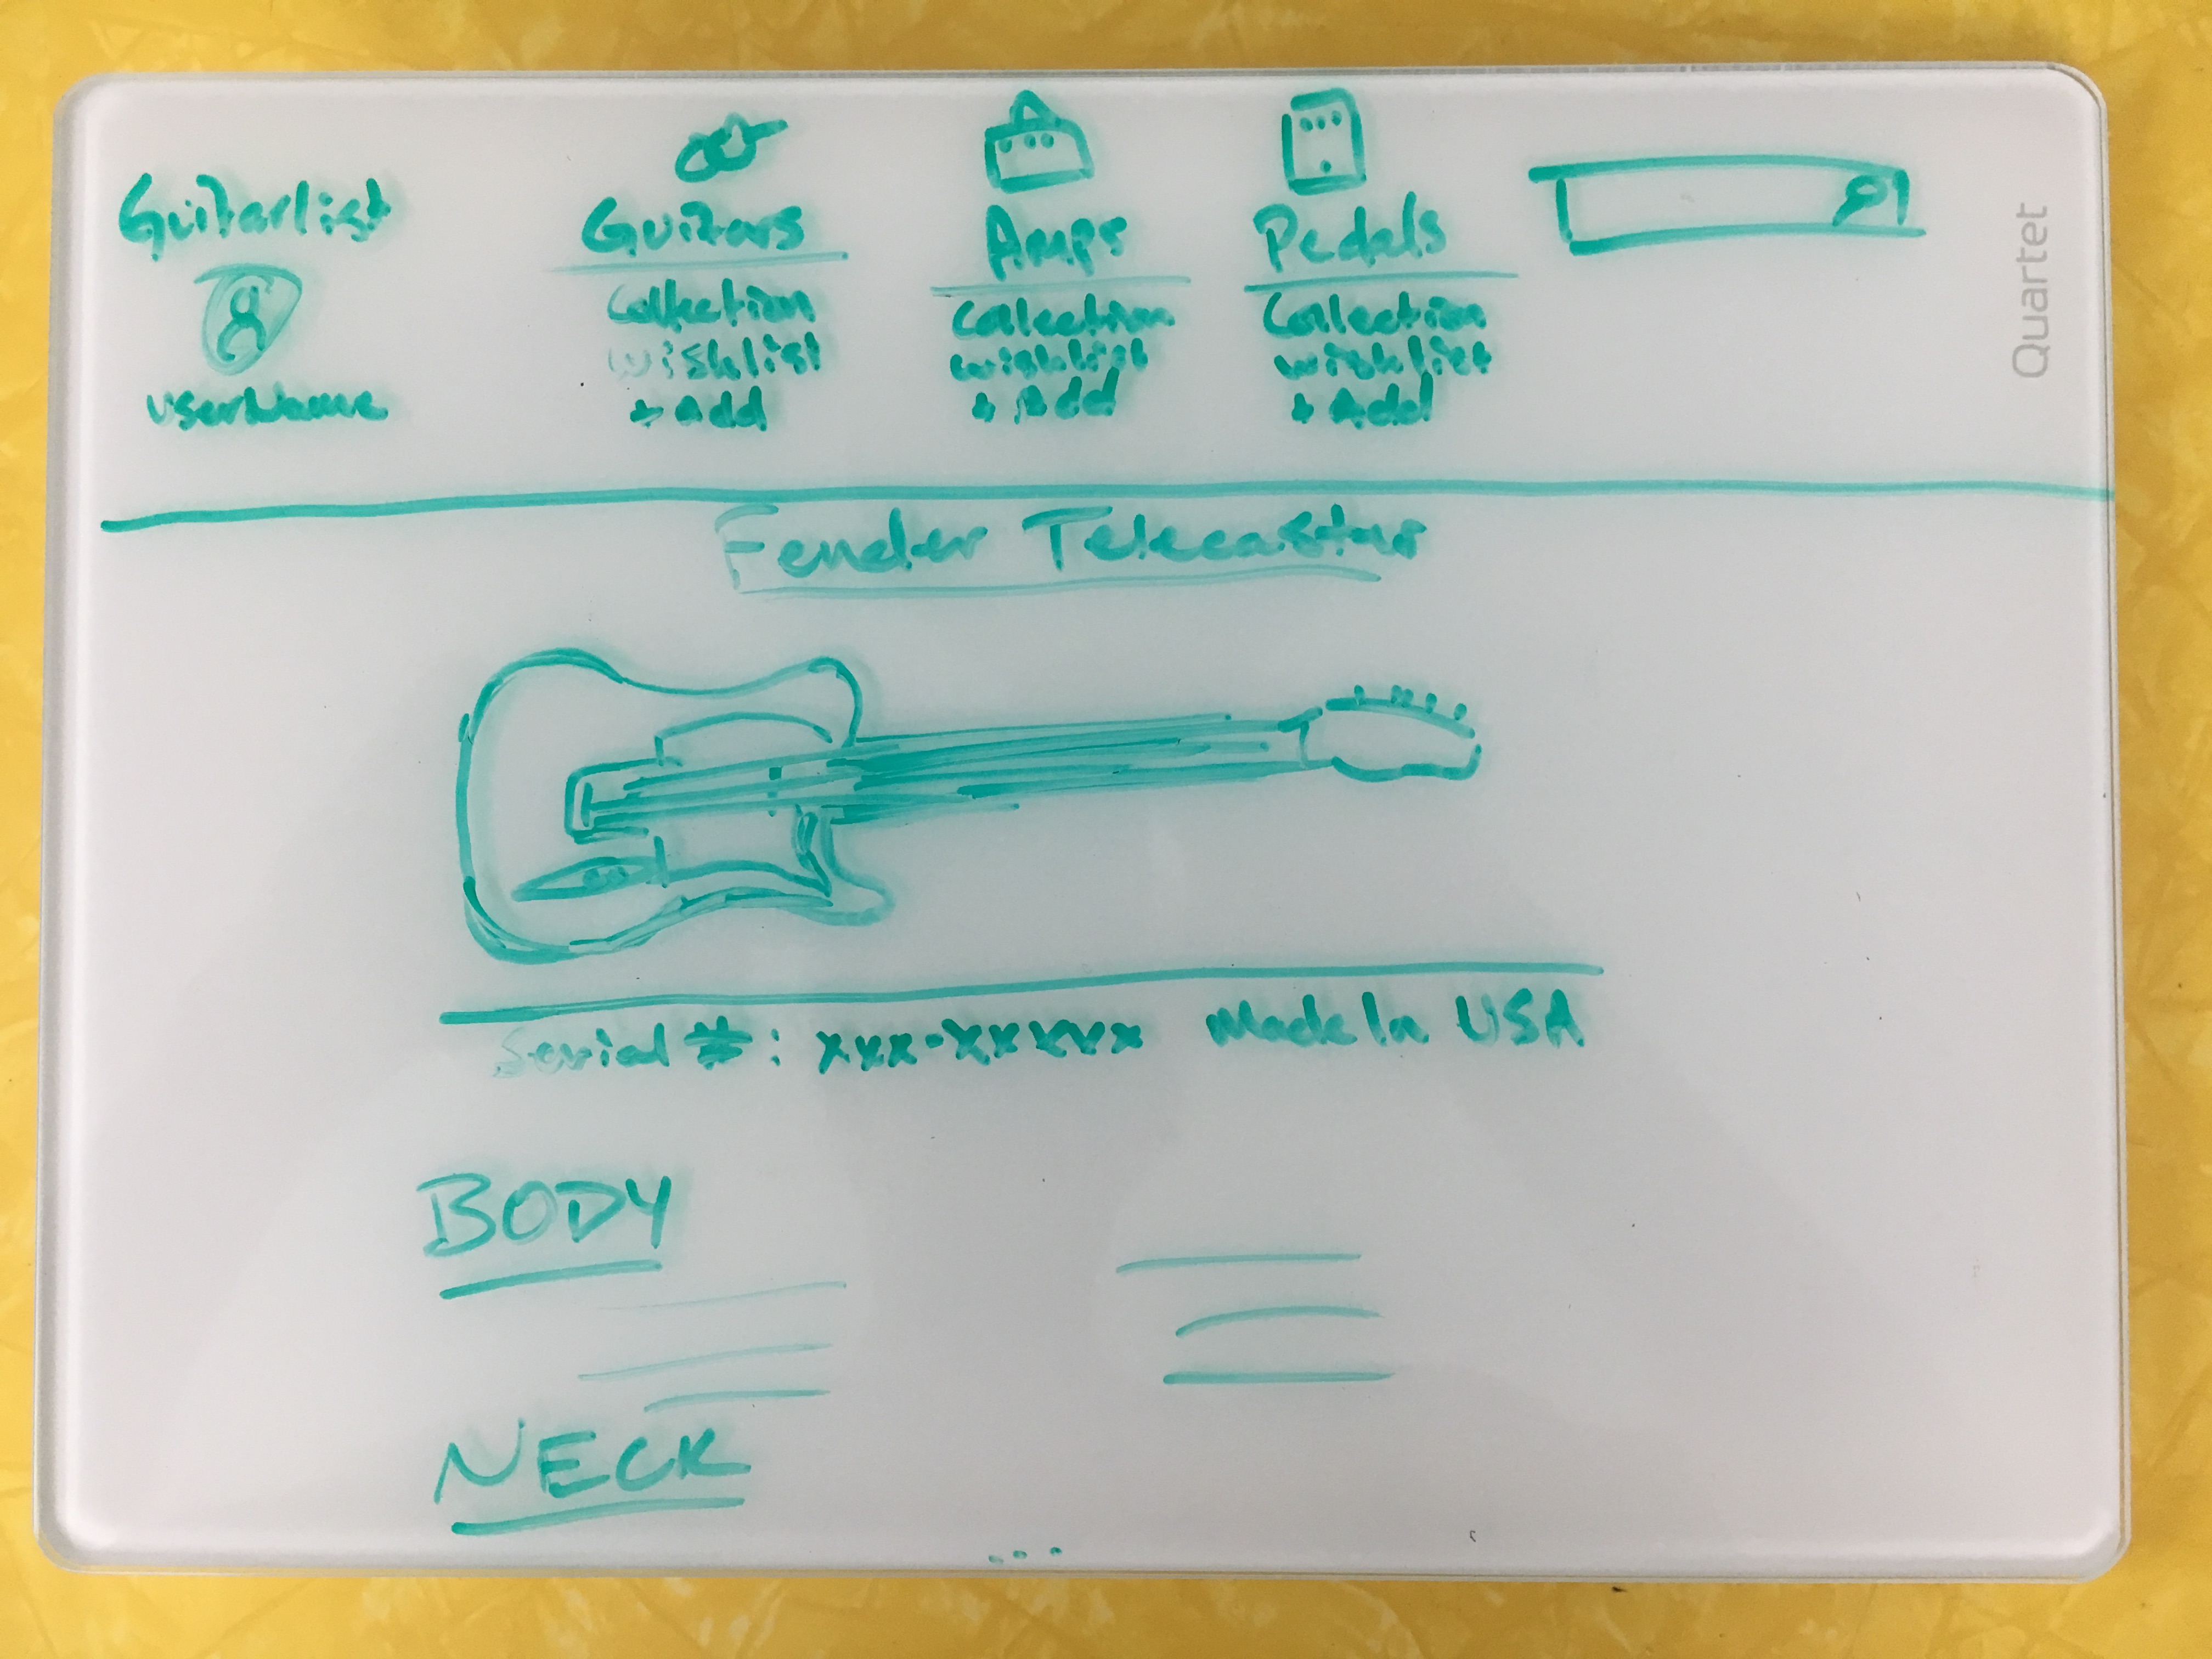 Guitarlist
userName
Guitars
Collection
wishlist
+ Add
Amps
Collection
wishlist
+ Add
Pedals
Collection
wishlist
+ Add
Quartet
Fender Telecaster
Serial #: xxx-xxxxxx Made In USA
BODY
NECK
...